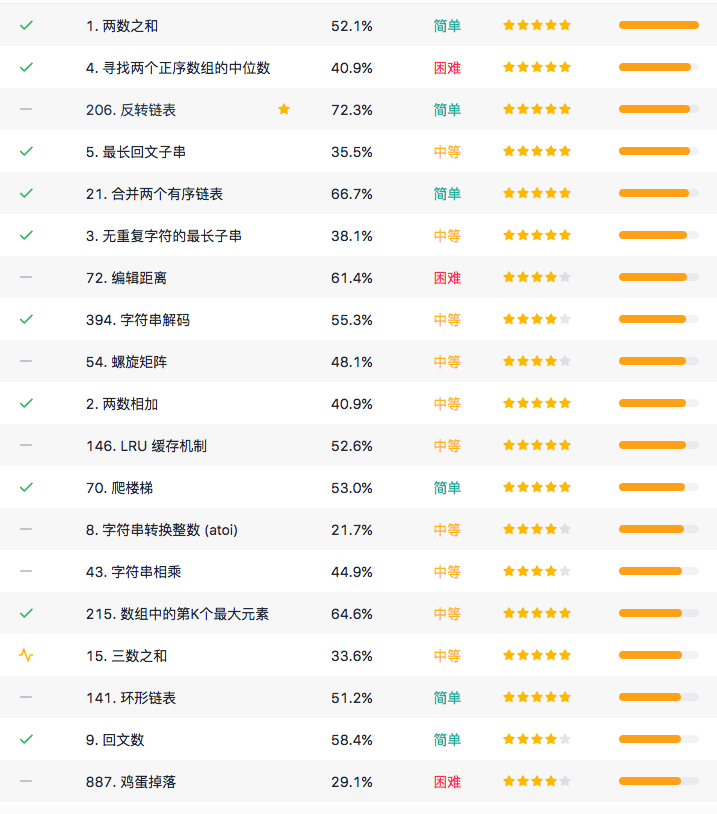 1. 两数之和 52.1% 简单
4. 寻找两个正序数组的中位数 40.9% 困难
206. 反转链表 72.3% 简单
5. 最长回文子串 35.5% 中等
21. 合并两个有序链表 66.7% 简单
3. 无重复字符的最长子串 38.1% 中等
72. 编辑距离 61.4% 困难
394. 字符串解码 55.3% 中等
54. 螺旋矩阵 48.1% 中等
2. 两数相加 40.9% 中等
146. LRU 缓存机制 52.6% 中等
70. 爬楼梯 53.0% 简单
8. 字符串转换整数 (atoi) 21.7% 中等
43. 字符串相乘 44.9% 中等
215. 数组中的第K个最大元素 64.6% 中等
15. 三数之和 33.6% 中等
141. 环形链表 51.2% 简单
9. 回文数 58.4% 简单
887. 鸡蛋掉落 29.1% 困难